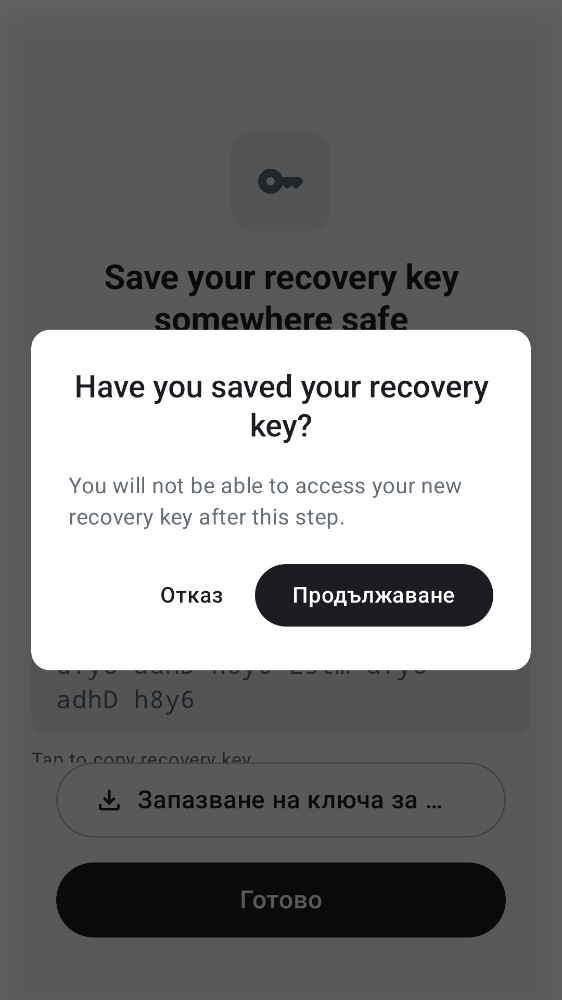 Save your recovery key
somewhere safe
Have you saved your recovery
key?
You will not be able to access your new
recovery key after this step.
Отказ
Продължаване
adhD h8y6
Tap to copy recovery key
Запазване на ключа за ...
Готово